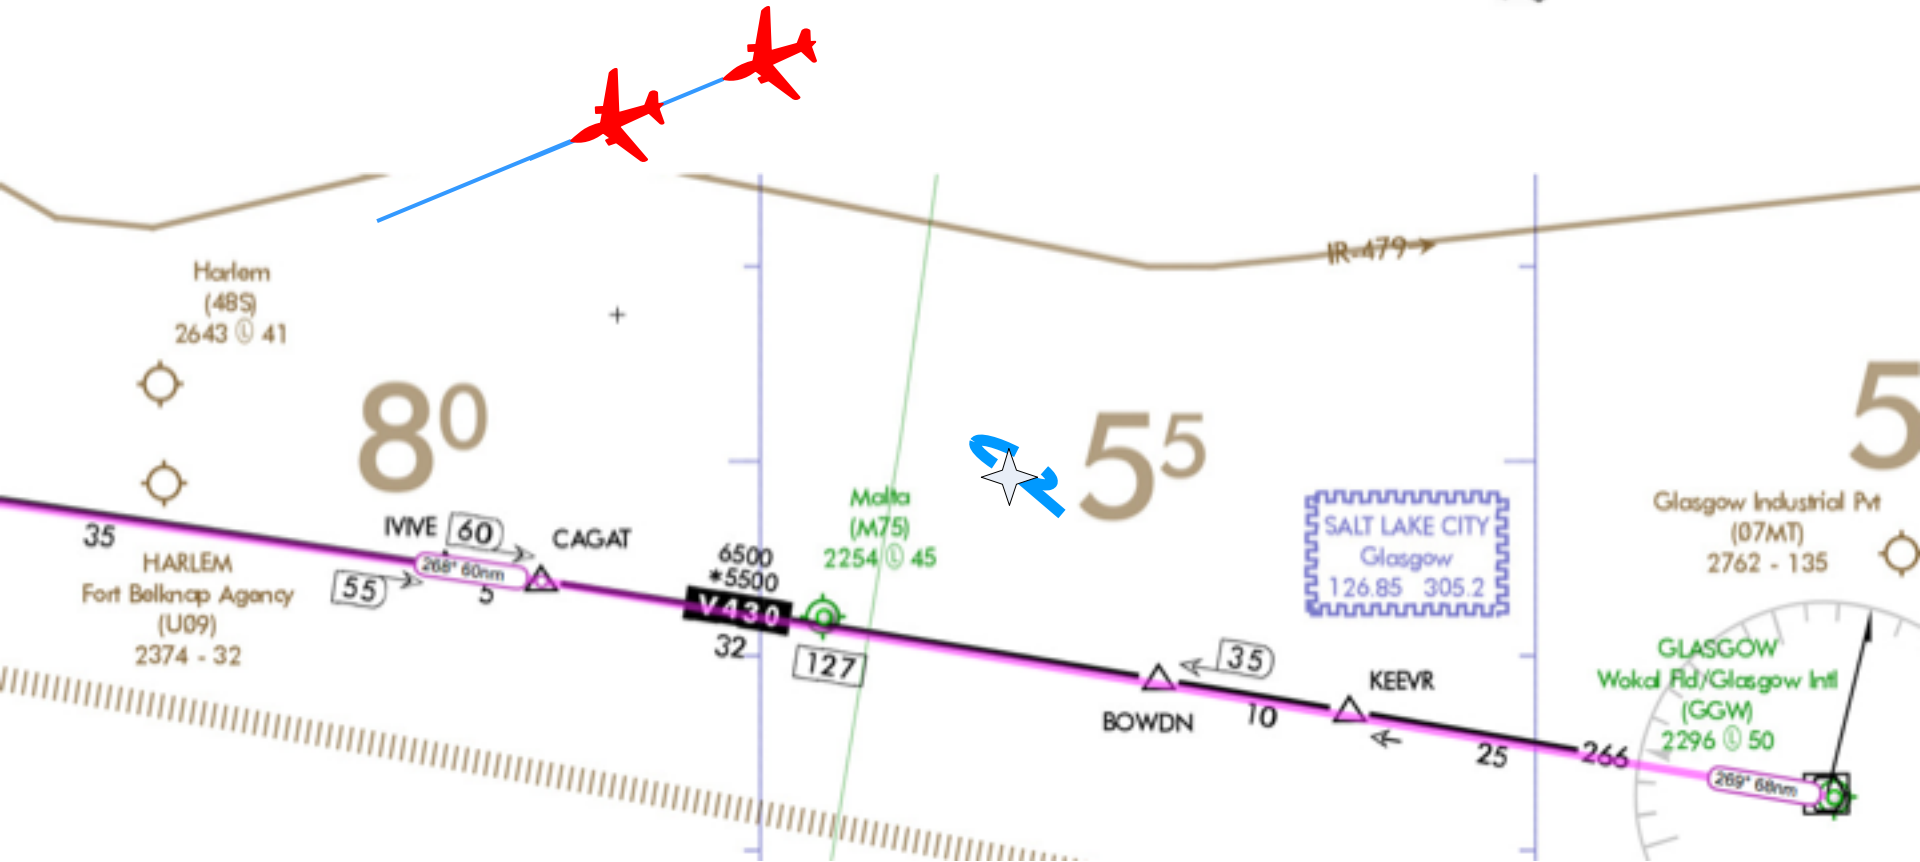 IR-479
Harlem
(48S)
2643 Ⓛ 41
8⁰
5⁵
5
35
IVIVE
60
CAGAT
268° 60nm
55
5
HARLEM
Fort Belknap Agency
(U09)
2374 - 32
6500
*5500
V430
32
127
Malta
(M75)
2254 Ⓛ 45
SALT LAKE CITY
Glasgow
126.85 305.2
Glasgow Industrial Pvt
(07MT)
2762 - 135
35
KEEVR
BOWDN
10
25
266
GLASGOW
Wokal Fld/Glasgow Intl
(GGW)
2296 Ⓛ 50
269° 68nm